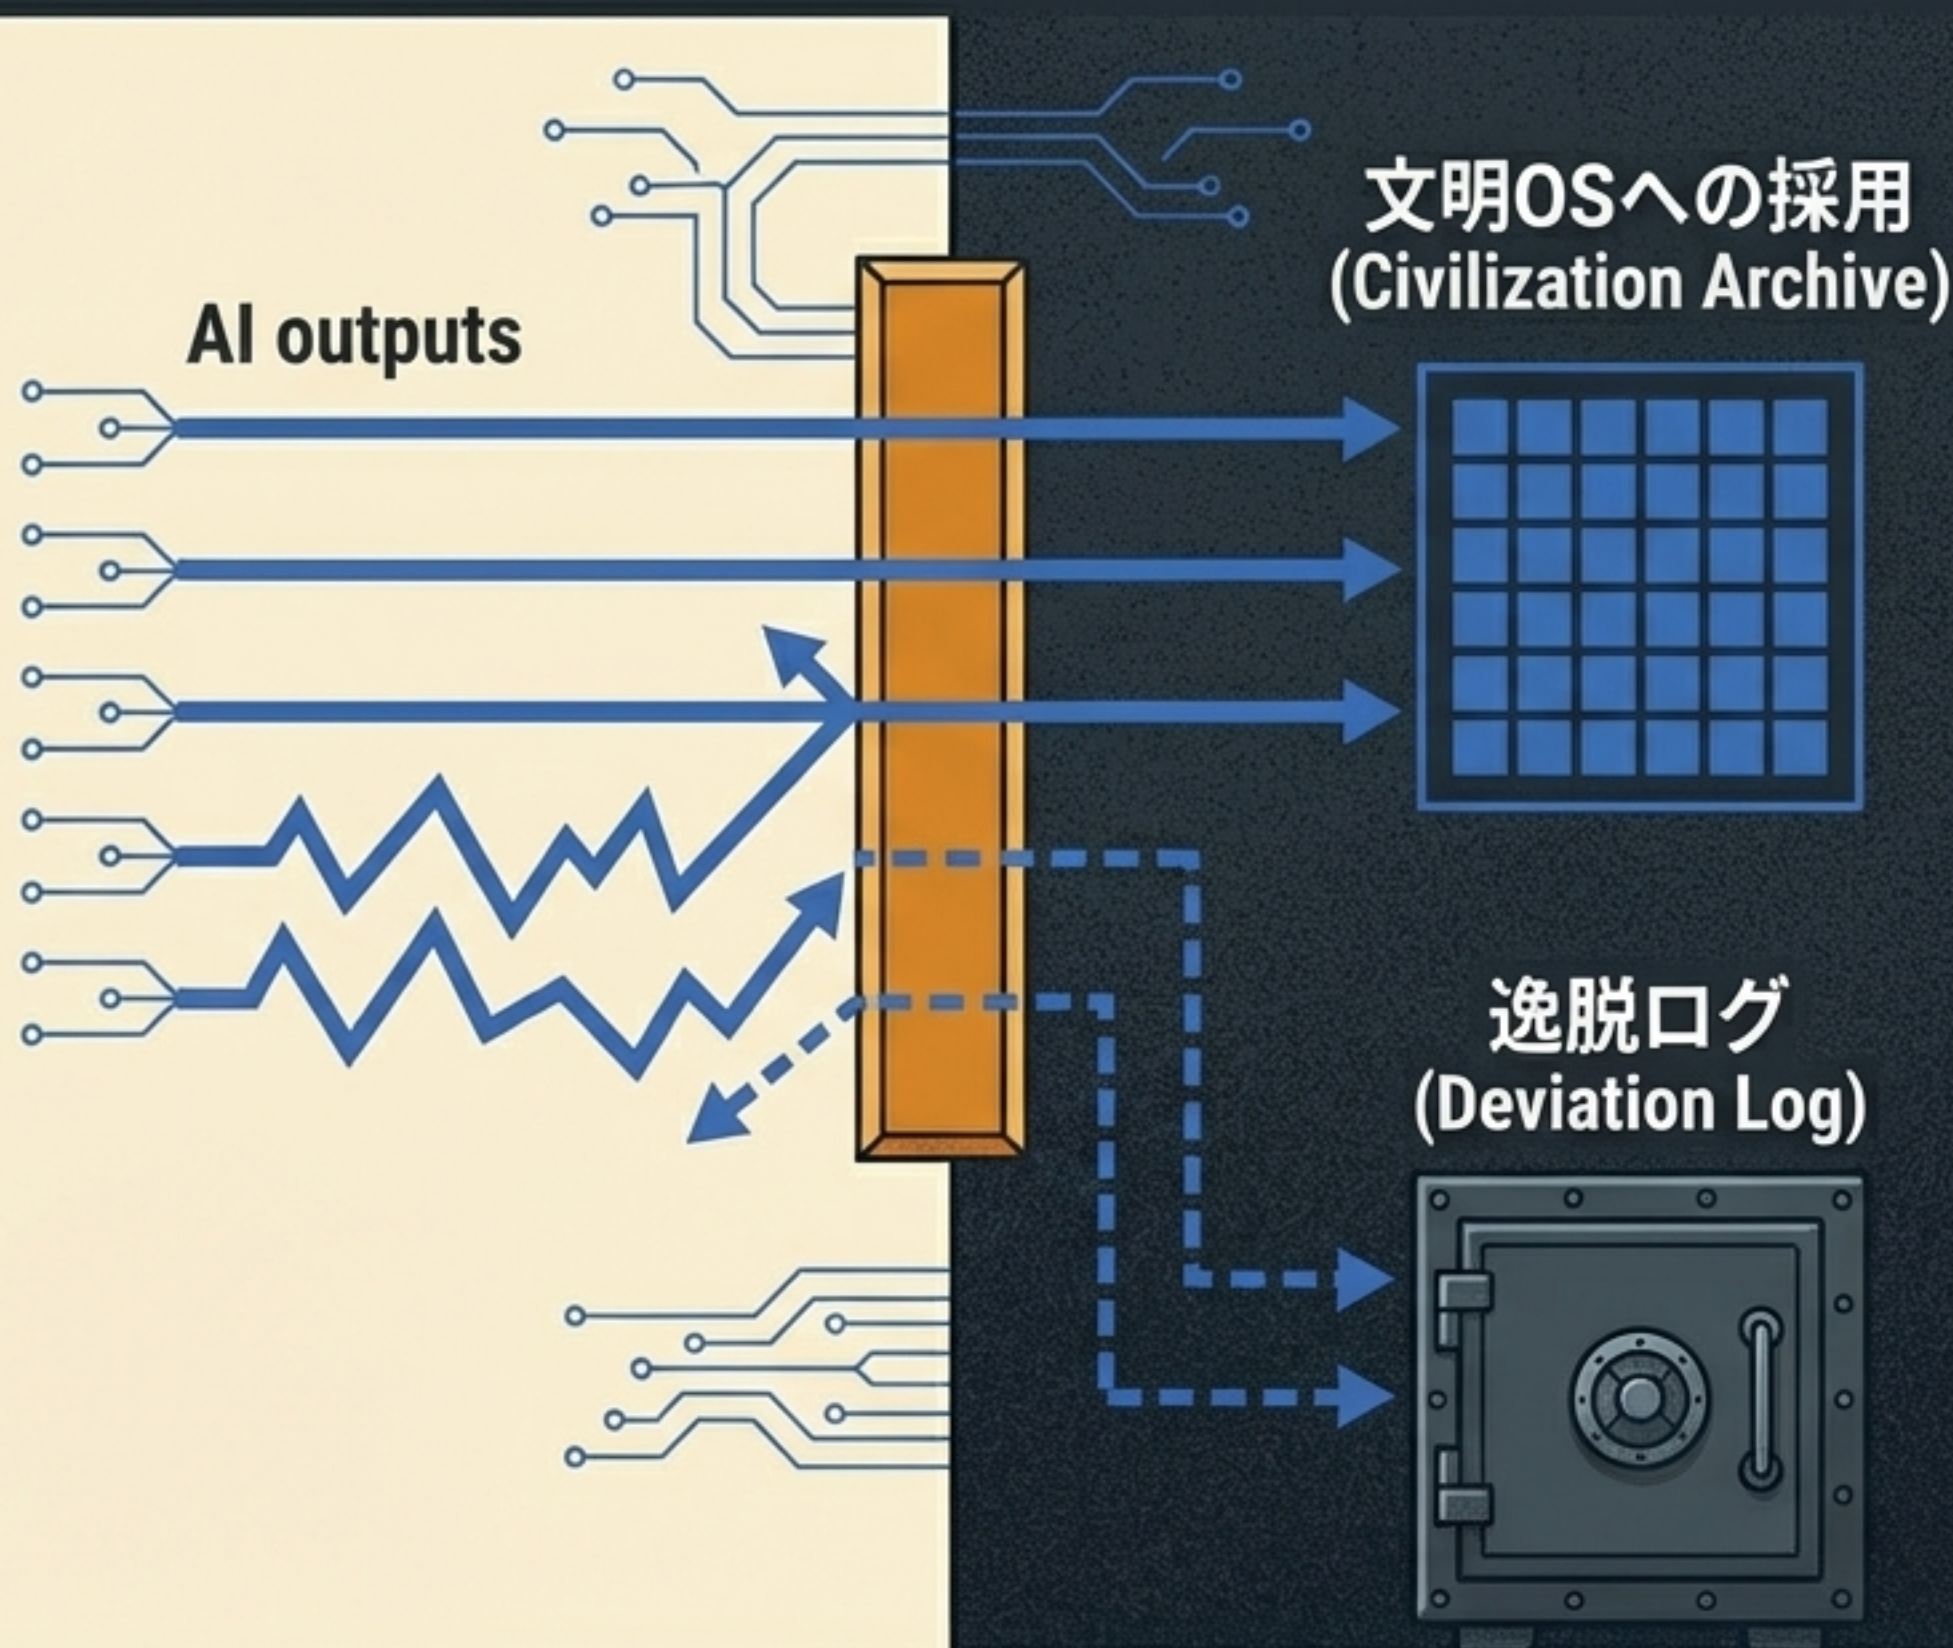 AI outputs
文明OSへの採用
(Civilization Archive)
逸脱ログ
(Deviation Log)